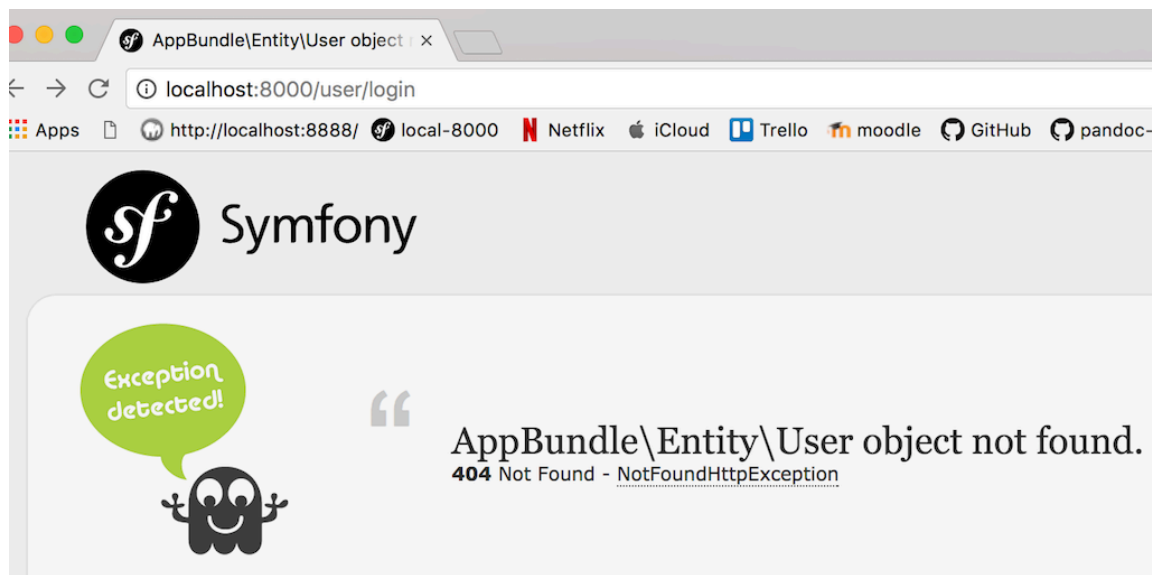 AppBundle\Entity\User object
localhost:8000/user/login
Apps http://localhost:8888/ local-8000 Netflix iCloud Trello moodle GitHub pandoc-
sf Symfony
Exception
detected!
“
AppBundle\Entity\User object not found.
404 Not Found - NotFoundHttpException